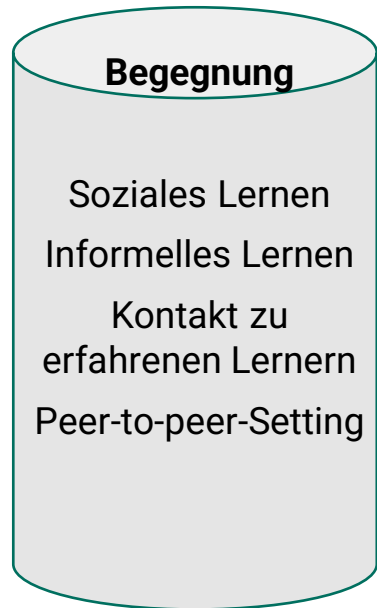 Begegnung
Soziales Lernen
Informelles Lernen
Kontakt zu
erfahrenen Lernern
Peer-to-peer-Setting